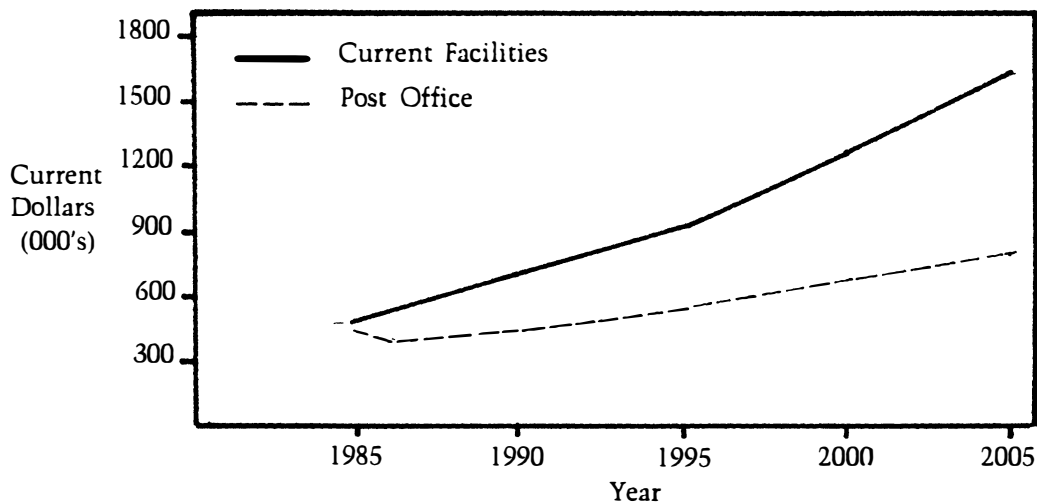 1800
1500
1200
900
600
300
Current
Dollars
(000's)
Current Facilities
Post Office
1985 1990 1995 2000 2005
Year